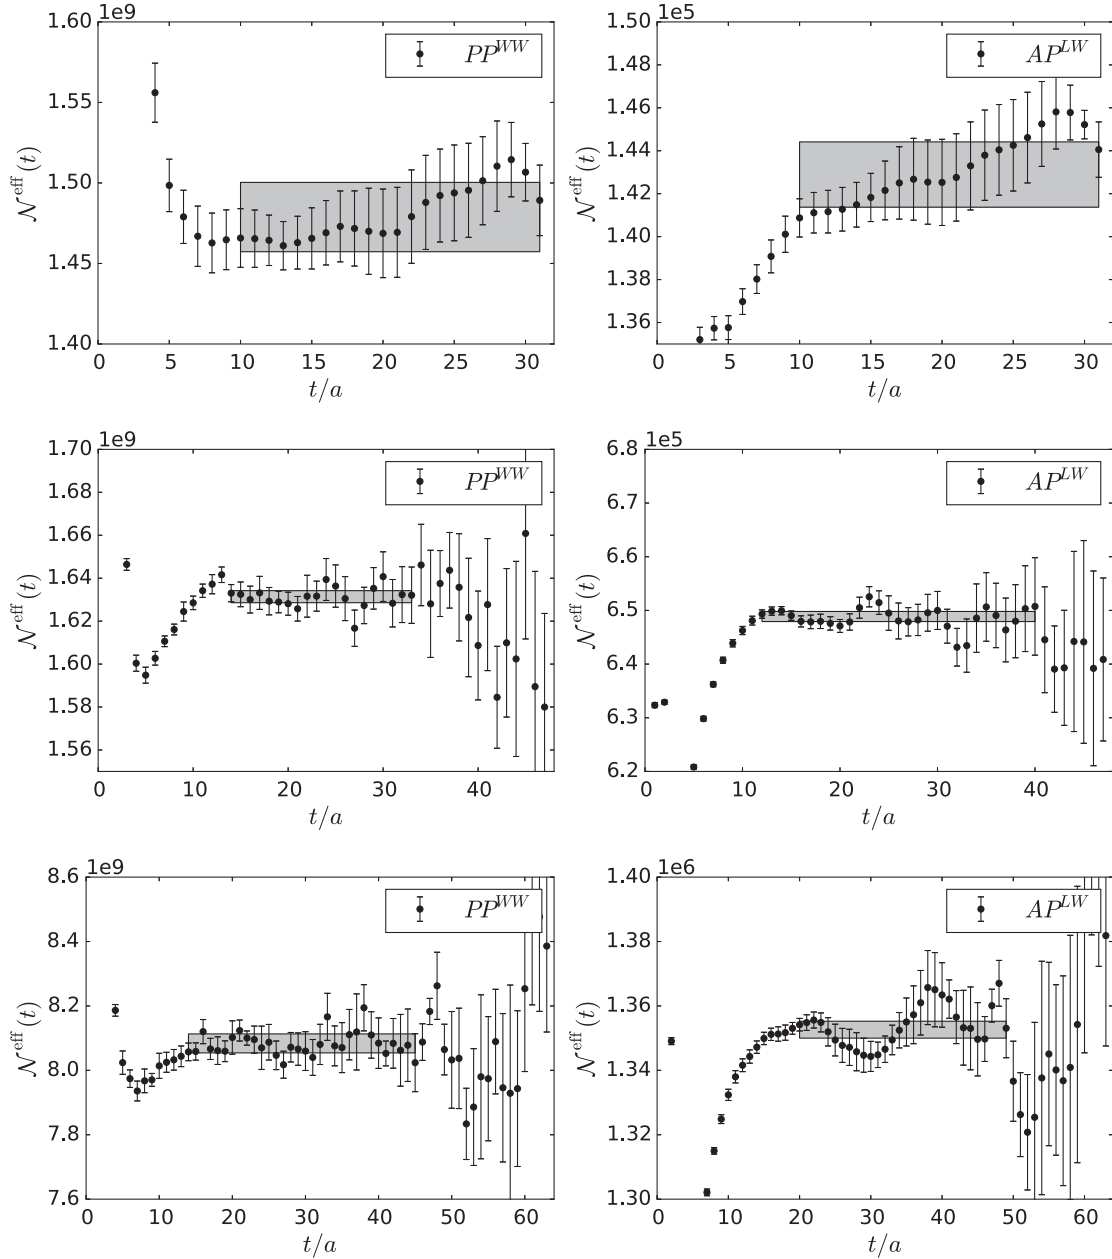 1e9
1.60
1.55
1.50
1.45
1.40
0 5 10 15 20 25 30
𝒩^eff(t)
t/a
PP^WW
1e5
1.50
1.48
1.46
1.44
1.42
1.40
1.38
1.36
0 5 10 15 20 25 30
𝒩^eff(t)
t/a
AP^LW
1e9
1.70
1.68
1.66
1.64
1.62
1.60
1.58
1.56
0 10 20 30 40
𝒩^eff(t)
t/a
PP^WW
1e5
6.8
6.7
6.6
6.5
6.4
6.3
6.2
0 10 20 30 40
𝒩^eff(t)
t/a
AP^LW
1e9
8.6
8.4
8.2
8.0
7.8
7.6
0 10 20 30 40 50 60
𝒩^eff(t)
t/a
PP^WW
1e6
1.40
1.38
1.36
1.34
1.32
1.30
0 10 20 30 40 50 60
𝒩^eff(t)
t/a
AP^LW